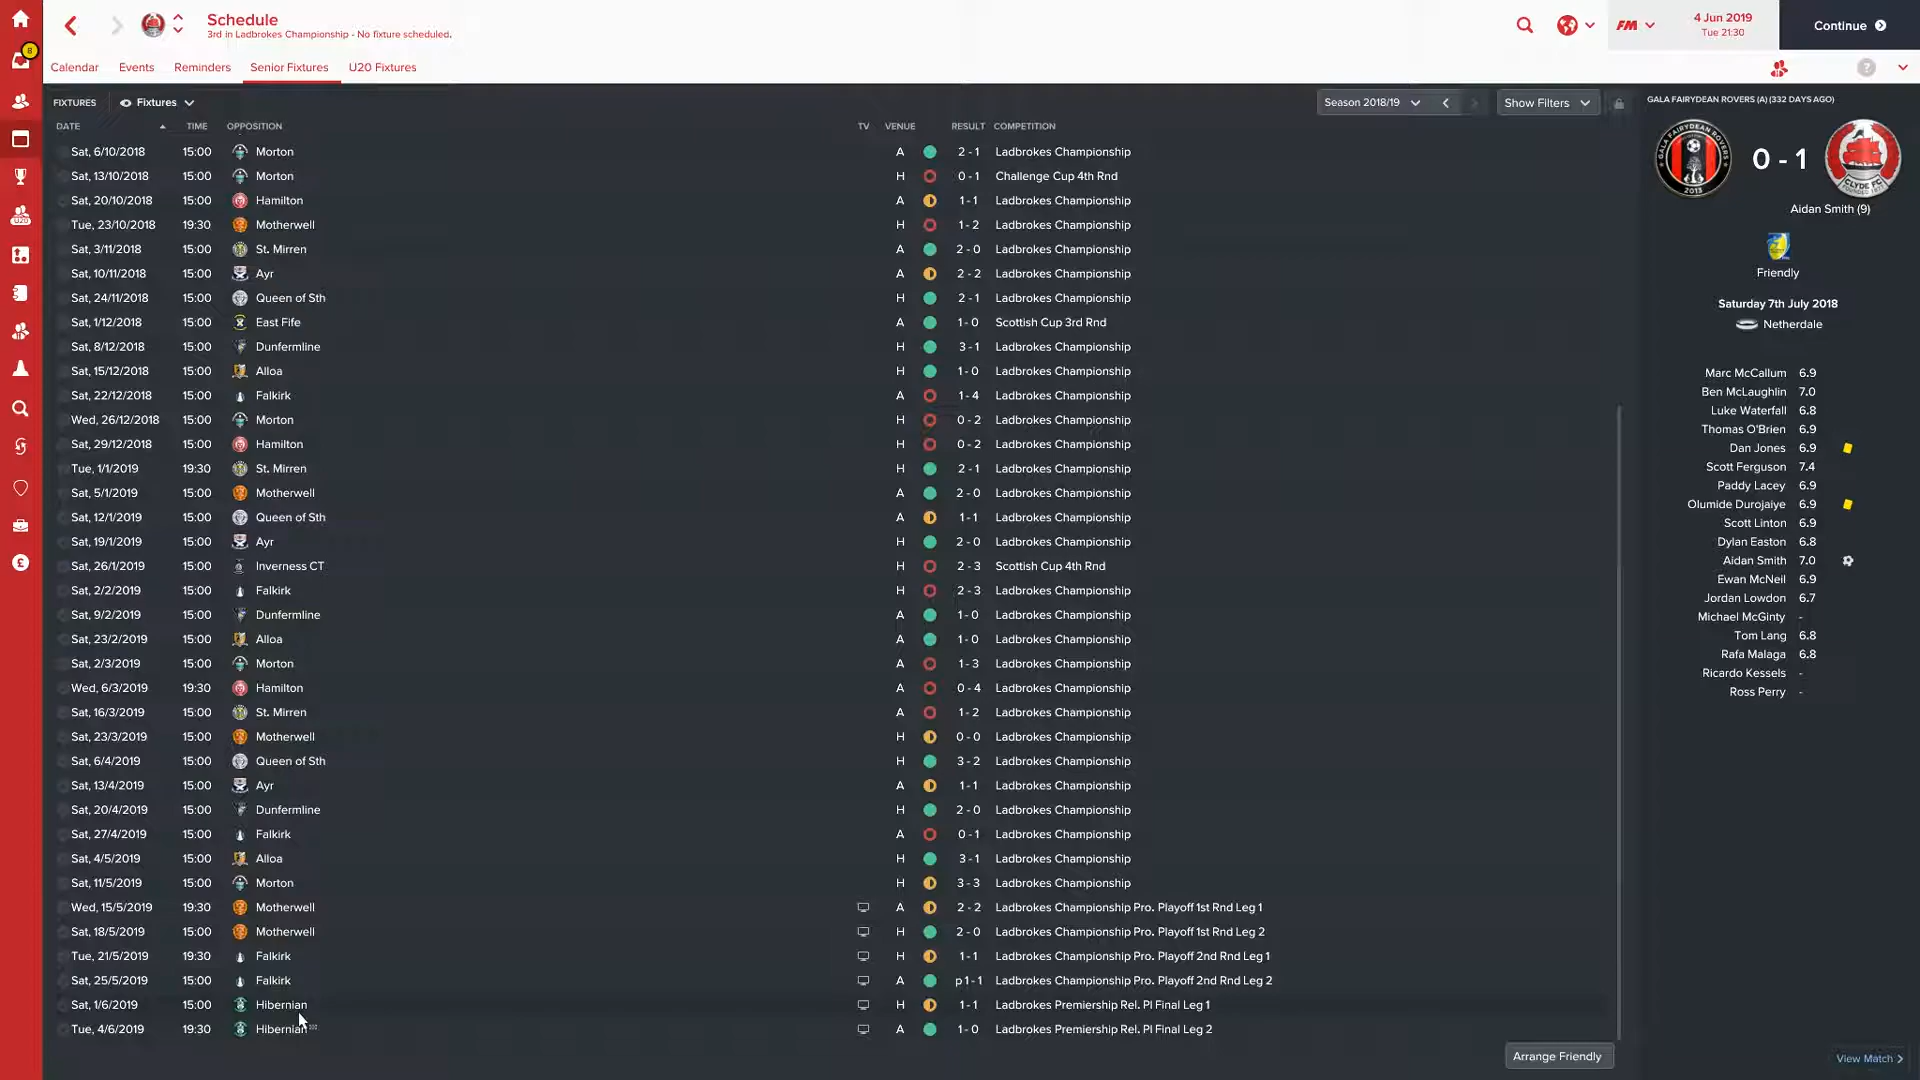 Schedule
3rd in Ladbrokes Championship - No fixture scheduled.
FM
4 Jun 2019
Tue 21:30
Continue
8
Calendar Events Reminders Senior Fixtures U20 Fixtures
?
FIXTURES Fixtures Season 2018/19 Show Filters
DATE TIME OPPOSITION TV VENUE RESULT COMPETITION
Sat, 6/10/2018 15:00 Morton A 2 - 1 Ladbrokes Championship
Sat, 13/10/2018 15:00 Morton H 0 - 1 Challenge Cup 4th Rnd
Sat, 20/10/2018 15:00 Hamilton A 1 - 1 Ladbrokes Championship
Tue, 23/10/2018 19:30 Motherwell H 1 - 2 Ladbrokes Championship
Sat, 3/11/2018 15:00 St. Mirren A 2 - 0 Ladbrokes Championship
Sat, 10/11/2018 15:00 Ayr A 2 - 2 Ladbrokes Championship
Sat, 24/11/2018 15:00 Queen of Sth H 2 - 1 Ladbrokes Championship
Sat, 1/12/2018 15:00 East Fife A 1 - 0 Scottish Cup 3rd Rnd
Sat, 8/12/2018 15:00 Dunfermline H 3 - 1 Ladbrokes Championship
Sat, 15/12/2018 15:00 Alloa H 1 - 0 Ladbrokes Championship
Sat, 22/12/2018 15:00 Falkirk A 1 - 4 Ladbrokes Championship
Wed, 26/12/2018 15:00 Morton H 0 - 2 Ladbrokes Championship
Sat, 29/12/2018 15:00 Hamilton H 0 - 2 Ladbrokes Championship
Tue, 1/1/2019 19:30 St. Mirren H 2 - 1 Ladbrokes Championship
Sat, 5/1/2019 15:00 Motherwell A 2 - 0 Ladbrokes Championship
Sat, 12/1/2019 15:00 Queen of Sth A 1 - 1 Ladbrokes Championship
Sat, 19/1/2019 15:00 Ayr H 2 - 0 Ladbrokes Championship
Sat, 26/1/2019 15:00 Inverness CT H 2 - 3 Scottish Cup 4th Rnd
Sat, 2/2/2019 15:00 Falkirk H 2 - 3 Ladbrokes Championship
Sat, 9/2/2019 15:00 Dunfermline A 1 - 0 Ladbrokes Championship
Sat, 23/2/2019 15:00 Alloa A 1 - 0 Ladbrokes Championship
Sat, 2/3/2019 15:00 Morton A 1 - 3 Ladbrokes Championship
Wed, 6/3/2019 19:30 Hamilton A 0 - 4 Ladbrokes Championship
Sat, 16/3/2019 15:00 St. Mirren A 1 - 2 Ladbrokes Championship
Sat, 23/3/2019 15:00 Motherwell H 0 - 0 Ladbrokes Championship
Sat, 6/4/2019 15:00 Queen of Sth H 3 - 2 Ladbrokes Championship
Sat, 13/4/2019 15:00 Ayr A 1 - 1 Ladbrokes Championship
Sat, 20/4/2019 15:00 Dunfermline H 2 - 0 Ladbrokes Championship
Sat, 27/4/2019 15:00 Falkirk A 0 - 1 Ladbrokes Championship
Sat, 4/5/2019 15:00 Alloa H 3 - 1 Ladbrokes Championship
Sat, 11/5/2019 15:00 Morton H 3 - 3 Ladbrokes Championship
Wed, 15/5/2019 19:30 Motherwell A 2 - 2 Ladbrokes Championship Pro. Playoff 1st Rnd Leg 1
Sat, 18/5/2019 15:00 Motherwell H 2 - 0 Ladbrokes Championship Pro. Playoff 1st Rnd Leg 2
Tue, 21/5/2019 19:30 Falkirk H 1 - 1 Ladbrokes Championship Pro. Playoff 2nd Rnd Leg 1
Sat, 25/5/2019 15:00 Falkirk A p 1 - 1 Ladbrokes Championship Pro. Playoff 2nd Rnd Leg 2
Sat, 1/6/2019 15:00 Hibernian H 1 - 1 Ladbrokes Premiership Rel. Pl Final Leg 1
Tue, 4/6/2019 19:30 Hibernian A 1 - 0 Ladbrokes Premiership Rel. Pl Final Leg 2
Arrange Friendly
GALA FAIRYDEAN ROVERS (A) (332 DAYS AGO)
GALA FAIRYDEAN ROVERS
2013
0 - 1
CLYDE FC
Aidan Smith (9)
Friendly
Saturday 7th July 2018
Netherdale
Marc McCallum 6.9
Ben McLaughlin 7.0
Luke Waterfall 6.8
Thomas O'Brien 6.9
Dan Jones 6.9
Scott Ferguson 7.4
Paddy Lacey 6.9
Olumide Durojaiye 6.9
Scott Linton 6.9
Dylan Easton 6.8
Aidan Smith 7.0
Ewan McNeil 6.9
Jordan Lowdon 6.7
Michael McGinty -
Tom Lang 6.8
Rafa Malaga 6.8
Ricardo Kessels -
Ross Perry -
View Match